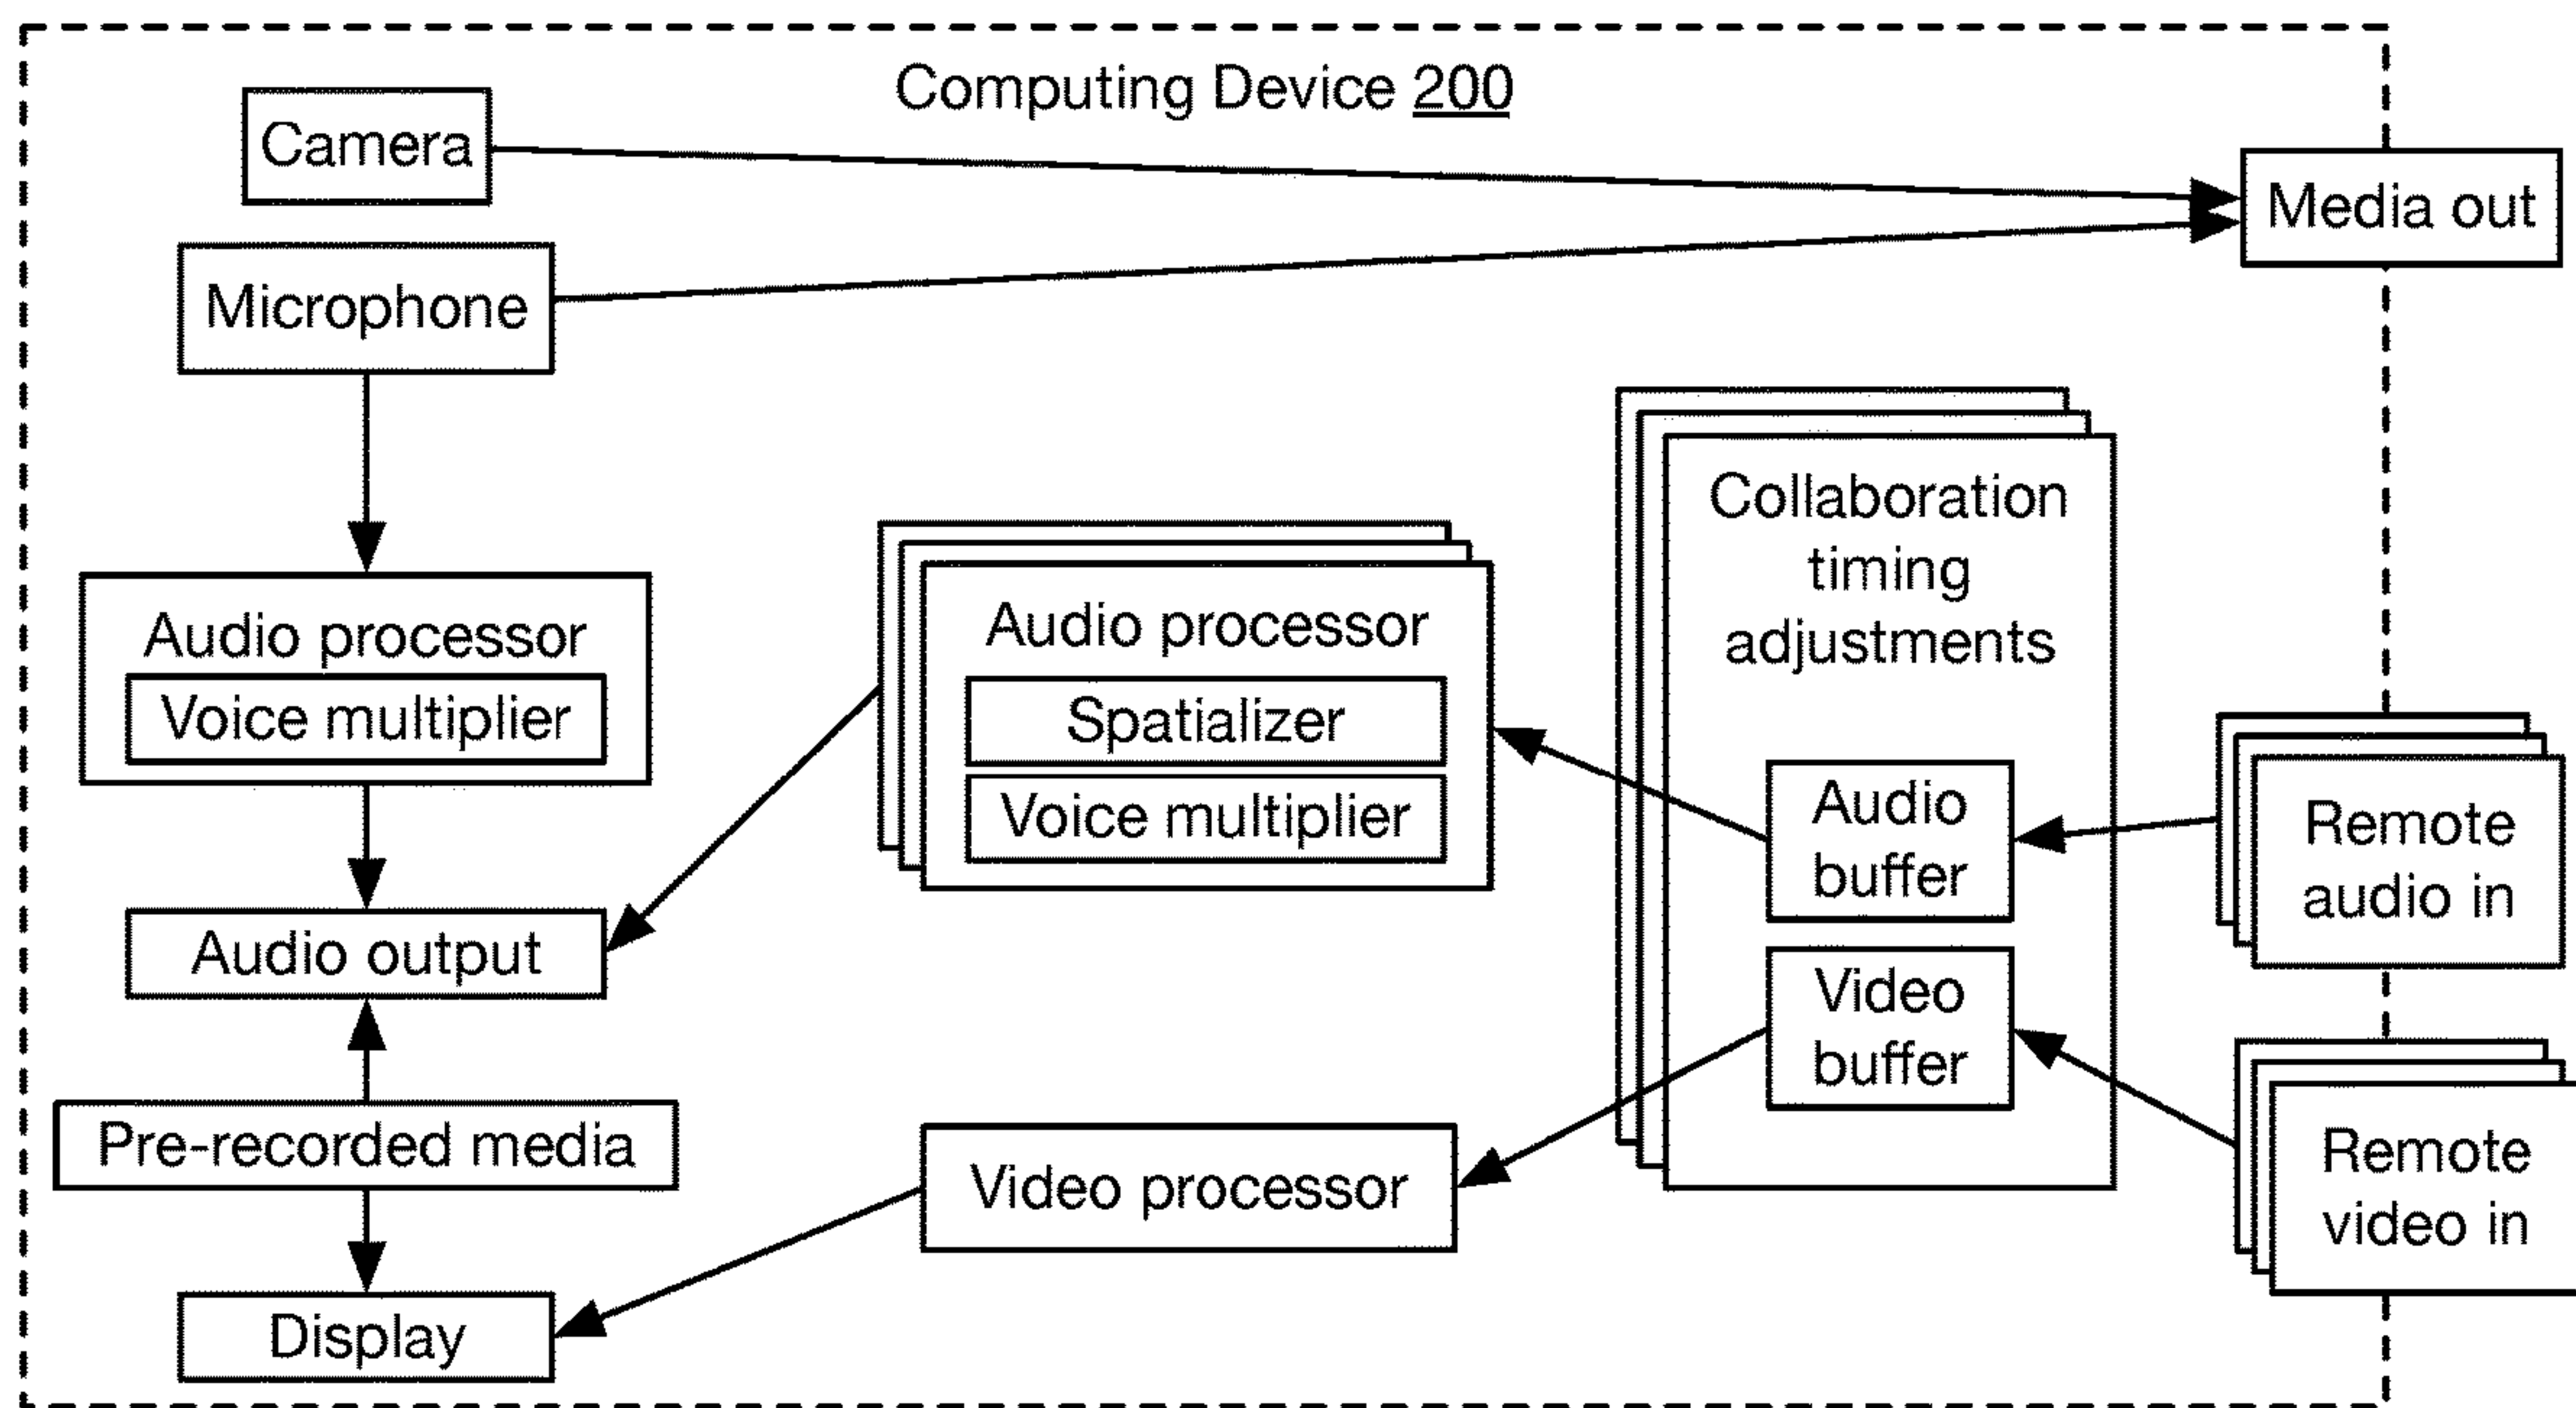 Computing Device 200
Camera
Media out
Microphone
Collaboration
timing
adjustments
Audio processor
Voice multiplier
Audio processor
Spatializer
Voice multiplier
Audio
buffer
Remote
audio in
Audio output
Video
buffer
Pre-recorded media
Video processor
Remote
video in
Display